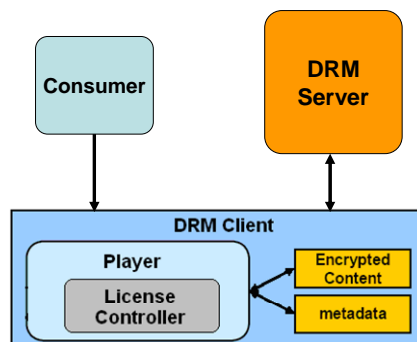 Consumer
DRM
Server
DRM Client
Player
License
Controller
Encrypted
Content
metadata